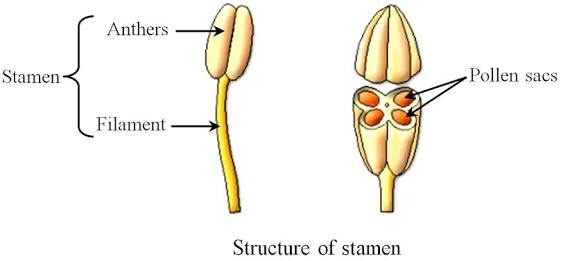 Anthers
Stamen
Filament
Pollen sacs
Structure of stamen